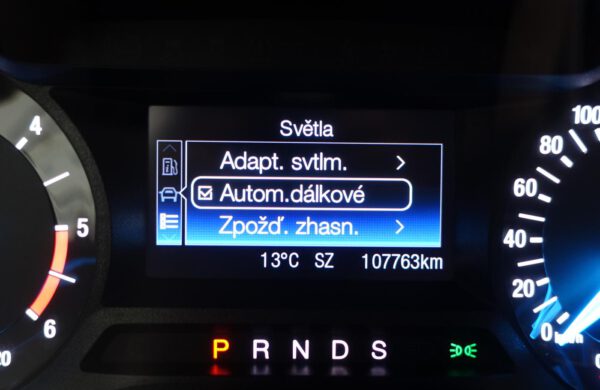 Světla
Adapt. svtlm.
Autom.dálkové
Zpožď. zhasn.
13°C SZ 107763km
4
5
6
20
100
80
60
40
20
0
P R N D S